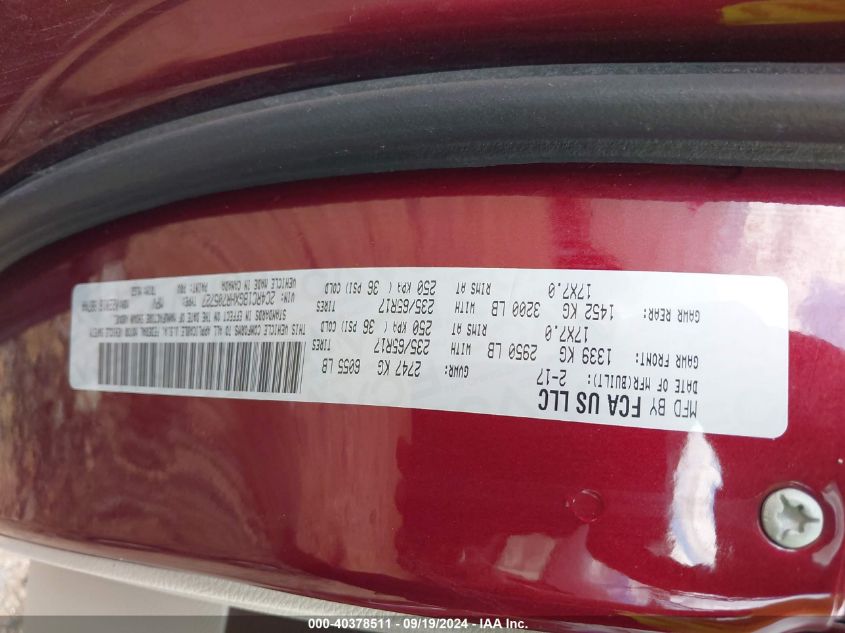 MFD BY FCA US LLC
DATE OF MFR(BUILT): 2-17 GVWR: 2747 KG 6055 LB
GAWR FRONT: 1339 KG 2950 LB WITH 235/65R17 TIRES
17X7.0 RIMS AT 250 KPA ( 36 PSI) COLD
GAWR REAR: 1452 KG 3200 LB WITH 235/65R17 TIRES
17X7.0 RIMS AT 250 KPA ( 36 PSI) COLD
THIS VEHICLE CONFORMS TO ALL APPLICABLE U.S.A. FEDERAL MOTOR VEHICLE SAFETY
STANDARDS IN EFFECT ON THE DATE OF MANUFACTURE SHOWN ABOVE.
VIN: 2C4RC1BGXHR705727 TYPE: MPV
VEHICLE MADE IN CANADA PAINT: PRV
000-40378511 - 09/19/2024 - IAA Inc.